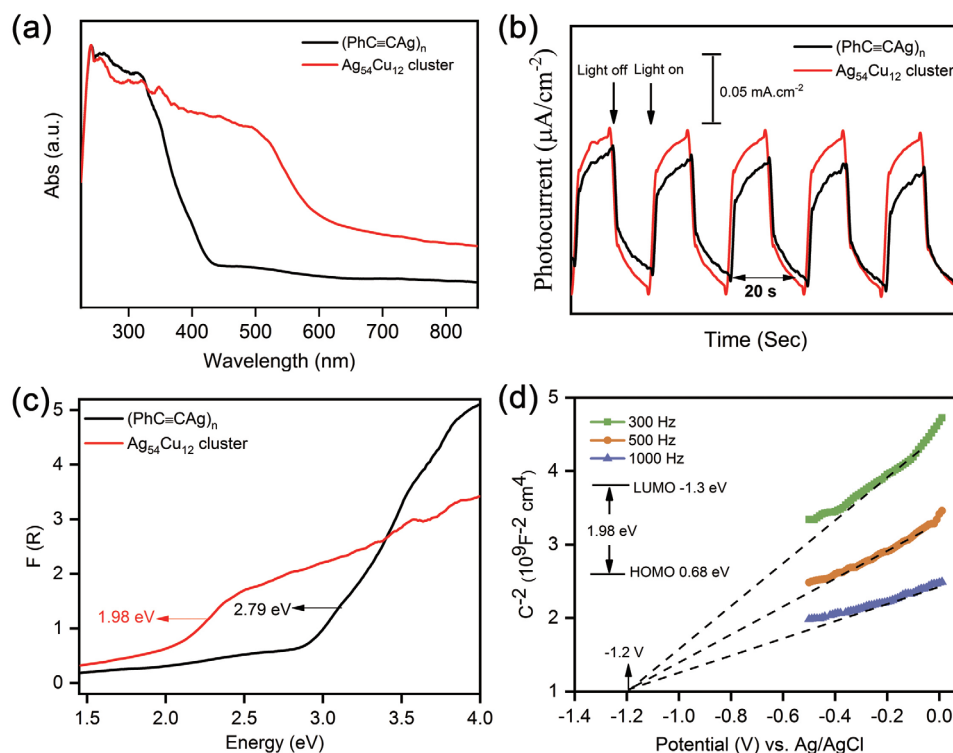 (a)
(PhC≡CAg)n
Ag54Cu12 cluster
Abs (a.u.)
300 400 500 600 700 800
Wavelength (nm)
(b)
(PhC≡CAg)n
Ag54Cu12 cluster
Light off Light on
0.05 mA.cm-2
Photocurrent (µA/cm-2)
20 s
Time (Sec)
(c)
(PhC≡CAg)n
Ag54Cu12 cluster
F (R)
5
4
3
2
1
0
1.98 eV
2.79 eV
1.5 2.0 2.5 3.0 3.5 4.0
Energy (eV)
(d)
300 Hz
500 Hz
1000 Hz
LUMO -1.3 eV
1.98 eV
HOMO 0.68 eV
-1.2 V
C-2 (109F-2 cm4)
5
4
3
2
1
-1.4 -1.2 -1.0 -0.8 -0.6 -0.4 -0.2 0.0
Potential (V) vs. Ag/AgCl